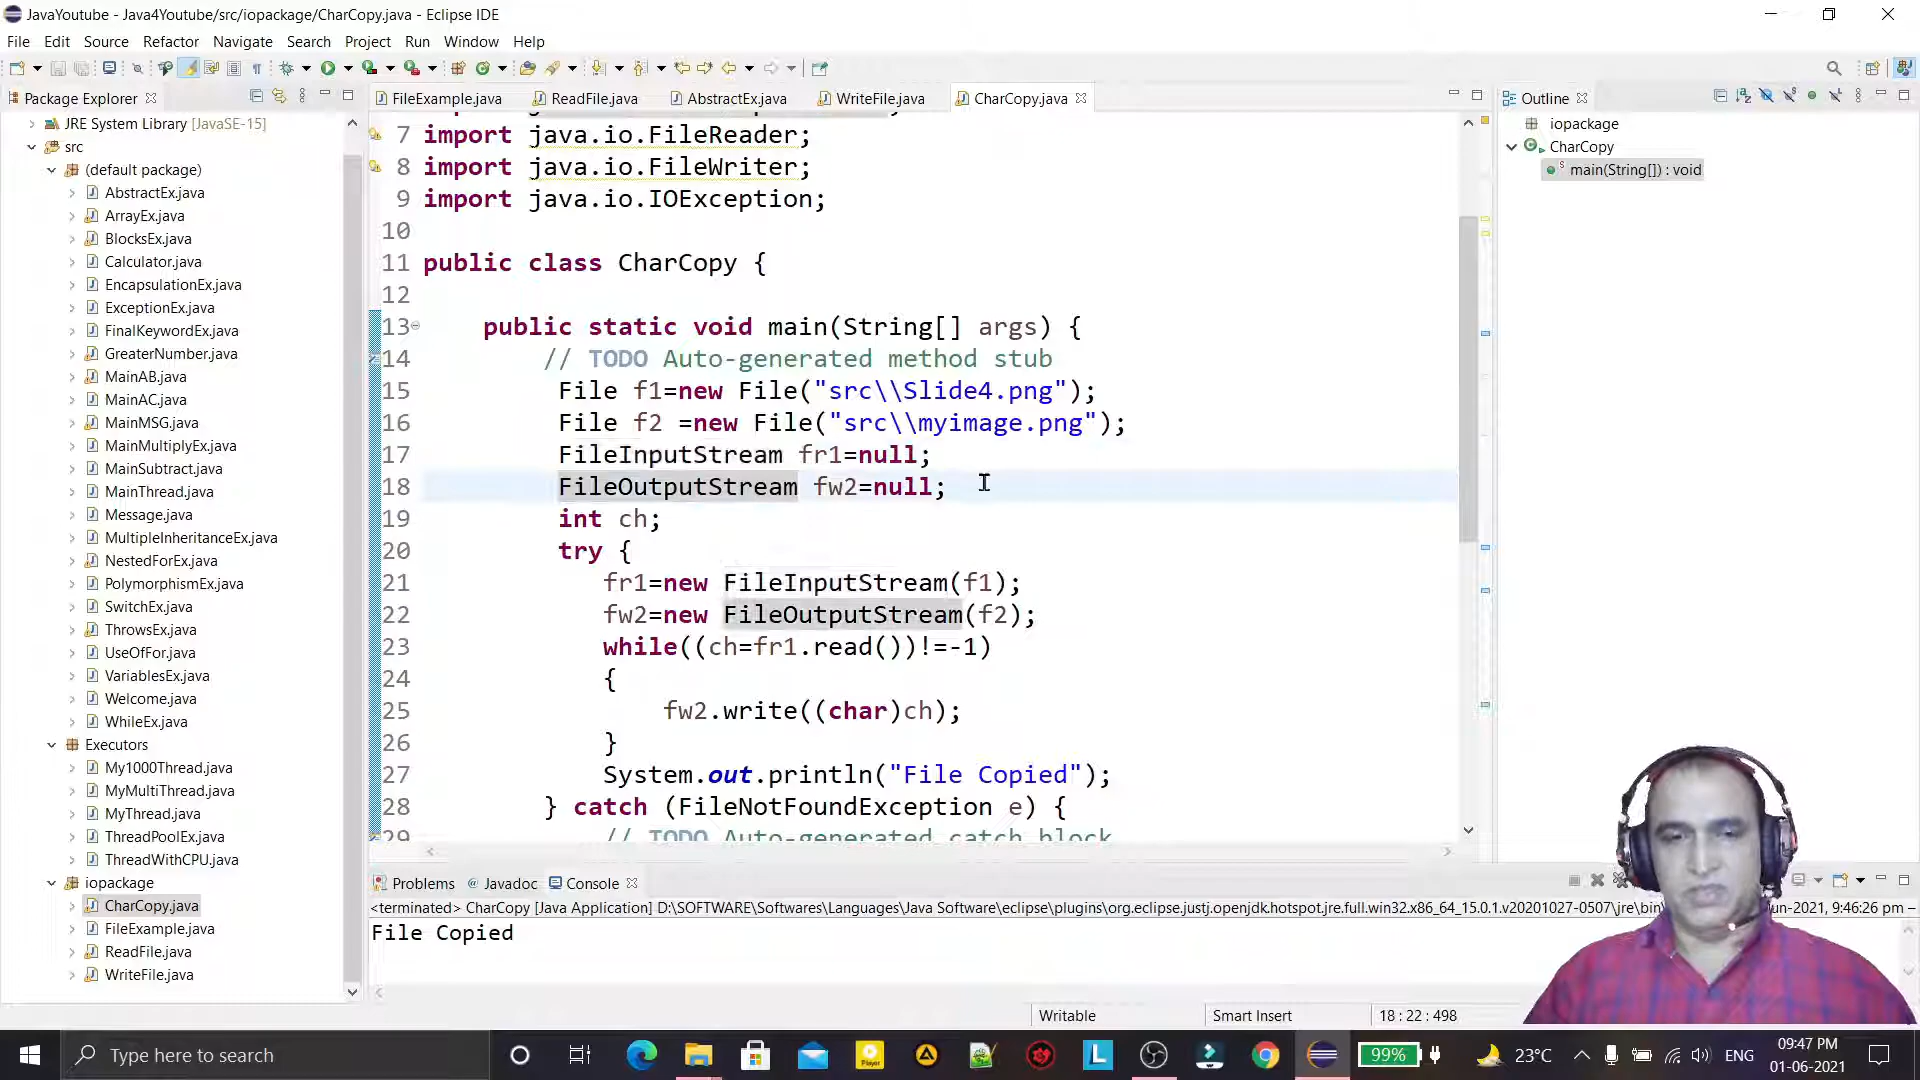 JavaYoutube - Java4Youtube/src/iopackage/CharCopy.java - Eclipse IDE
File Edit Source Refactor Navigate Search Project Run Window Help
Package Explorer
JRE System Library [JavaSE-15]
src
(default package)
AbstractEx.java
ArrayEx.java
BlocksEx.java
Calculator.java
EncapsulationEx.java
ExceptionEx.java
FinalKeywordEx.java
GreaterNumber.java
MainAB.java
MainAC.java
MainMSG.java
MainMultiplyEx.java
MainSubtract.java
MainThread.java
Message.java
MultipleInheritanceEx.java
NestedForEx.java
PolymorphismEx.java
SwitchEx.java
ThrowsEx.java
UseOfFor.java
VariablesEx.java
Welcome.java
WhileEx.java
Executors
My1000Thread.java
MyMultiThread.java
MyThread.java
ThreadPoolEx.java
ThreadWithCPU.java
iopackage
CharCopy.java
FileExample.java
ReadFile.java
WriteFile.java
FileExample.java ReadFile.java AbstractEx.java WriteFile.java CharCopy.java
7 import java.io.FileReader;
8 import java.io.FileWriter;
9 import java.io.IOException;
10
11 public class CharCopy {
12
13 public static void main(String[] args) {
14 // TODO Auto-generated method stub
15 File f1=new File("src\\Slide4.png");
16 File f2 =new File("src\\myimage.png");
17 FileInputStream fr1=null;
18 FileOutputStream fw2=null;
19 int ch;
20 try {
21 fr1=new FileInputStream(f1);
22 fw2=new FileOutputStream(f2);
23 while((ch=fr1.read())!=-1)
24 {
25 fw2.write((char)ch);
26 }
27 System.out.println("File Copied");
28 } catch (FileNotFoundException e) {
29 // TODO Auto-generated catch block
Outline
iopackage
CharCopy
main(String[]) : void
Problems @ Javadoc Console
<terminated> CharCopy [Java Application] D:\SOFTWARE\Softwares\Languages\Java Software\eclipse\plugins\org.eclipse.justj.openjdk.hotspot.jre.full.win32.x86_64_15.0.1.v20201027-0507\jre\bin un-2021, 9:46:26 pm –
File Copied
Writable Smart Insert 18 : 22 : 498
Type here to search
Player
L
99%
23°C
ENG
09:47 PM
01-06-2021